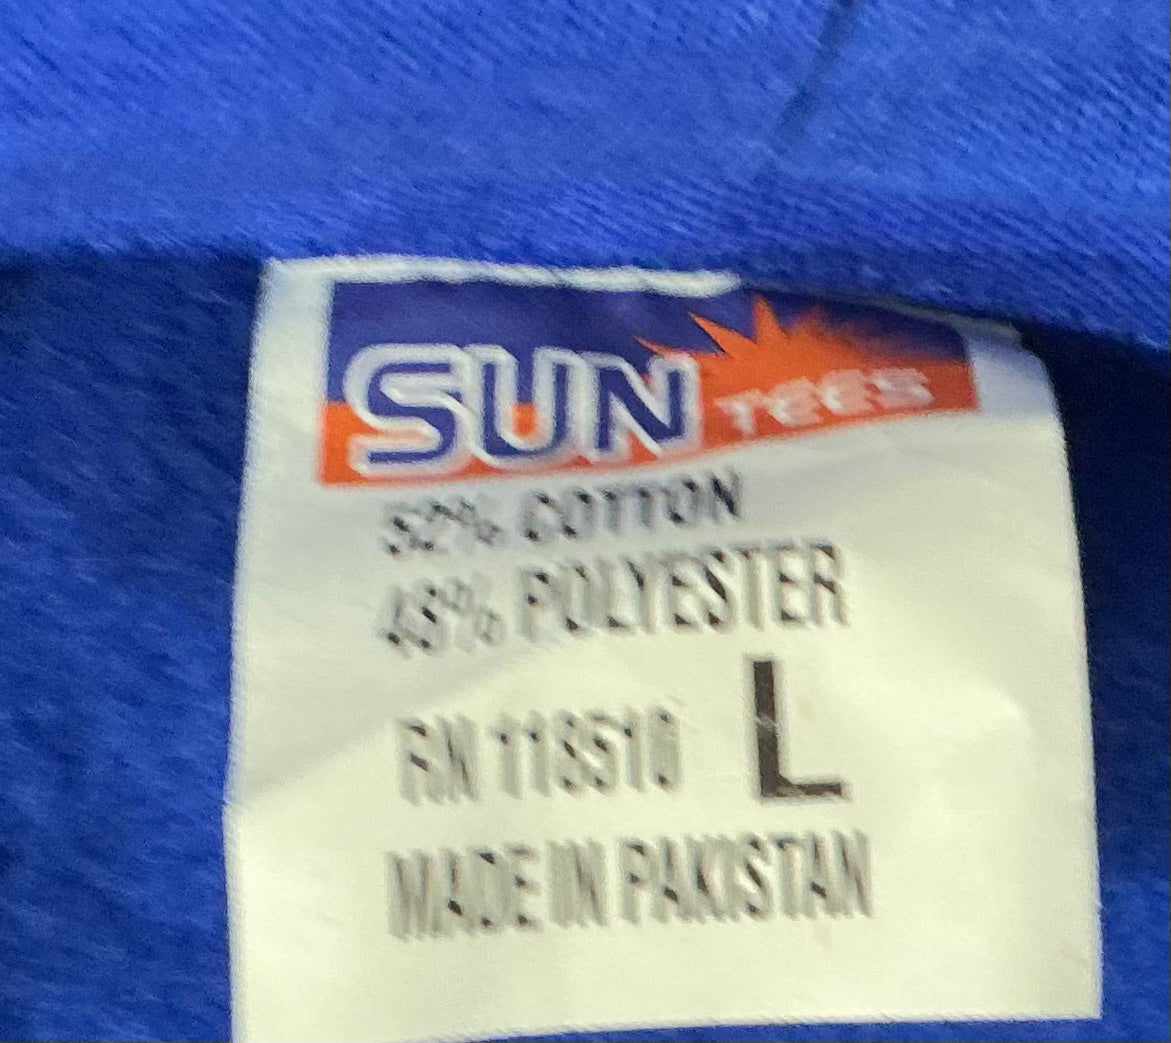 SUN TEES
52% COTTON
48% POLYESTER
RN 118510 L
MADE IN PAKISTAN